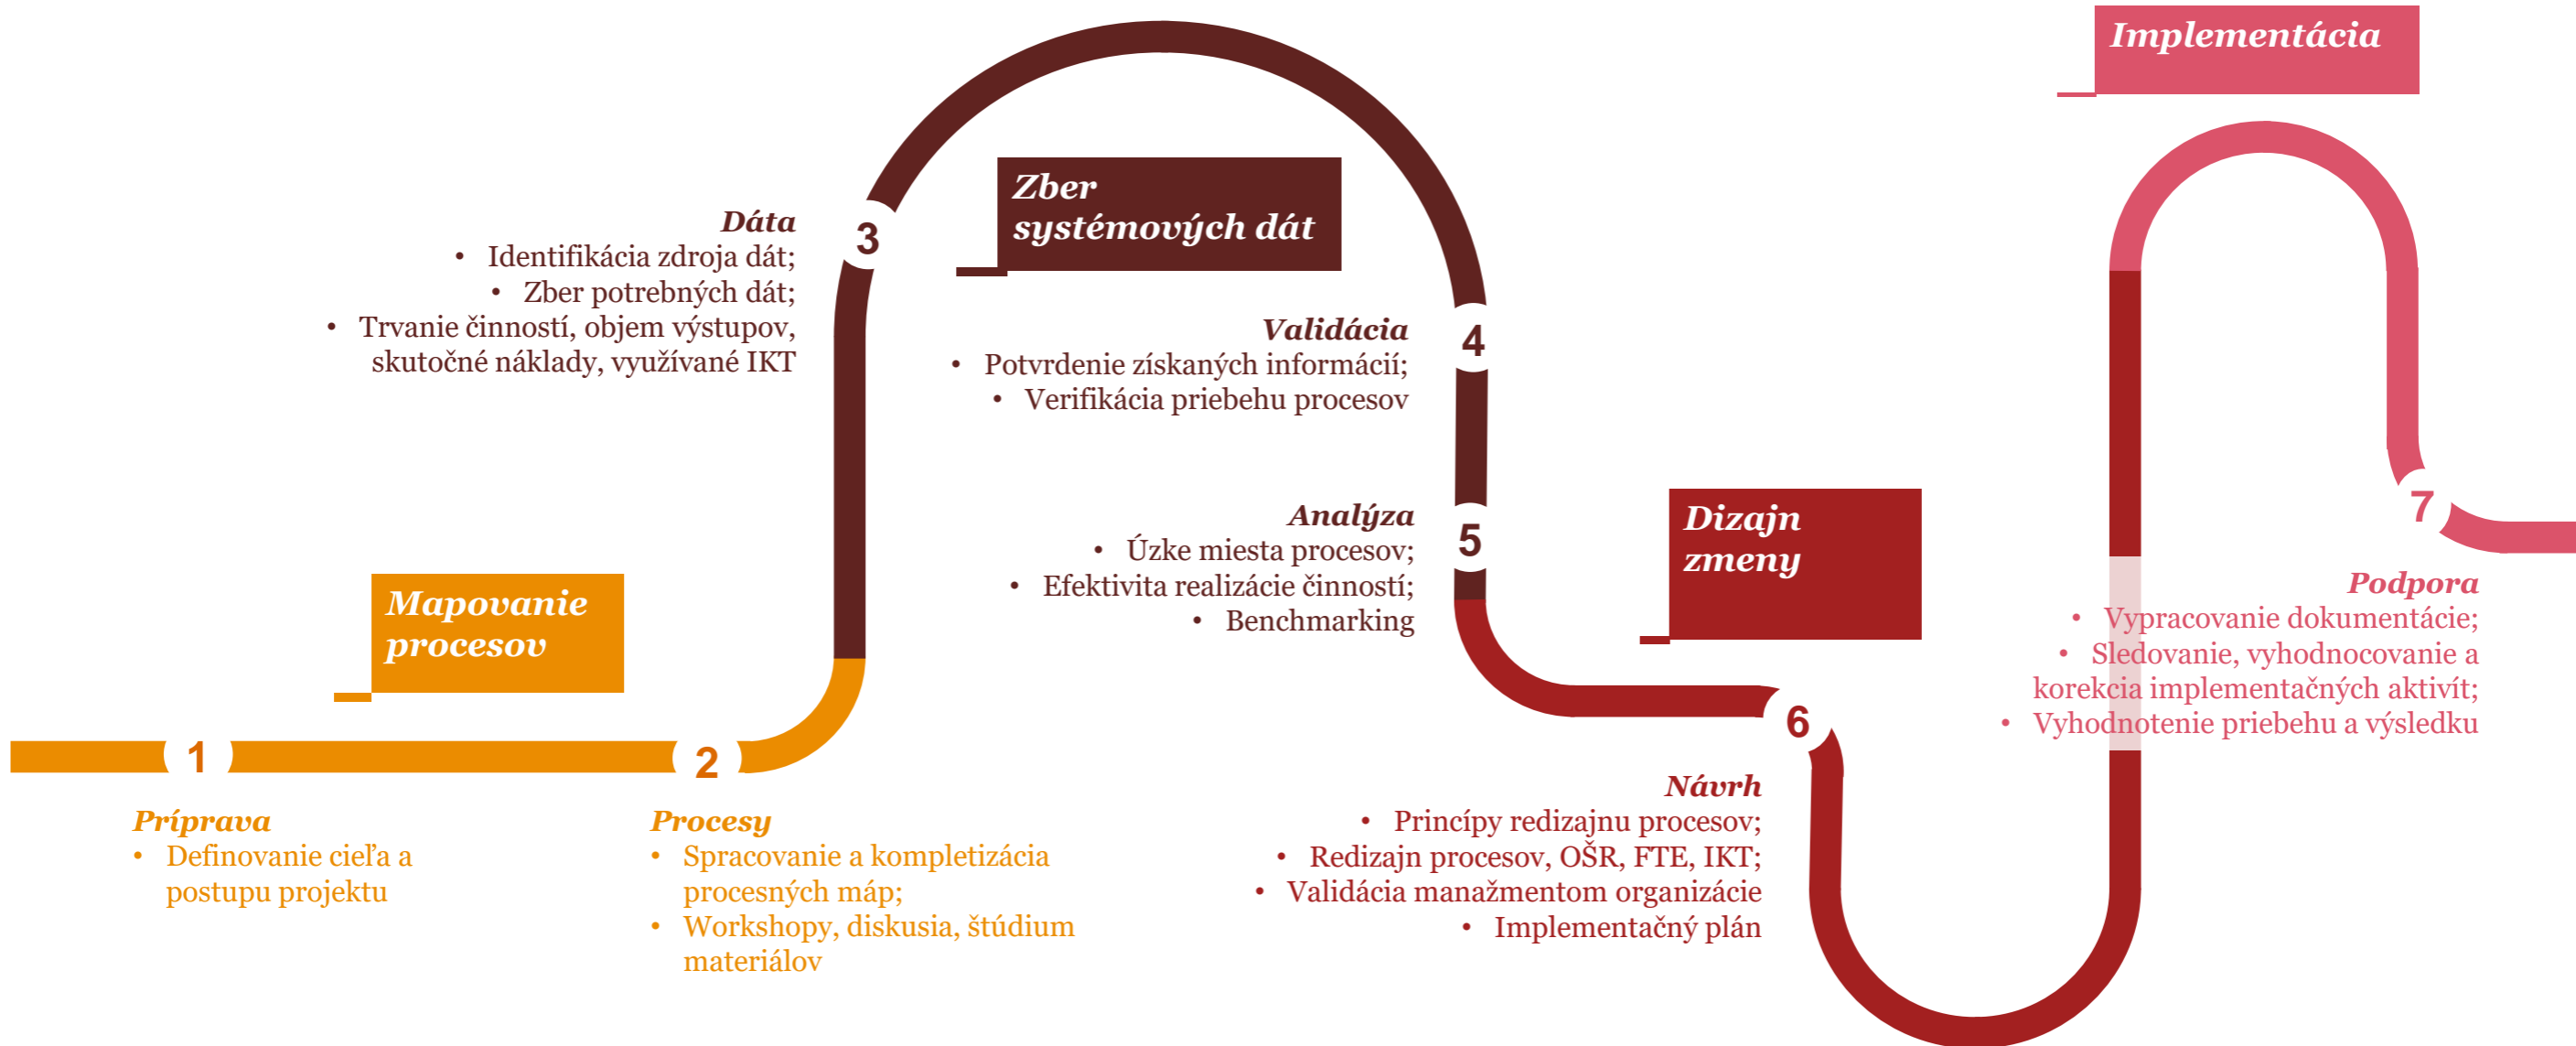 Mapovanie
procesov
1
Príprava
• Definovanie cieľa a
postupu projektu
2
Procesy
• Spracovanie a kompletizácia
procesných máp;
• Workshopy, diskusia, štúdium
materiálov
Zber
systémových dát
3
Dáta
• Identifikácia zdroja dát;
• Zber potrebných dát;
• Trvanie činností, objem výstupov,
skutočné náklady, využívané IKT
4
Validácia
• Potvrdenie získaných informácií;
• Verifikácia priebehu procesov
5
Analýza
• Úzke miesta procesov;
• Efektivita realizácie činností;
• Benchmarking
Dizajn
zmeny
6
Návrh
• Princípy redizajnu procesov;
• Redizajn procesov, OŠR, FTE, IKT;
• Validácia manažmentom organizácie
• Implementačný plán
Implementácia
7
Podpora
• Vypracovanie dokumentácie;
• Sledovanie, vyhodnocovanie a
korekcia implementačných aktivít;
• Vyhodnotenie priebehu a výsledku